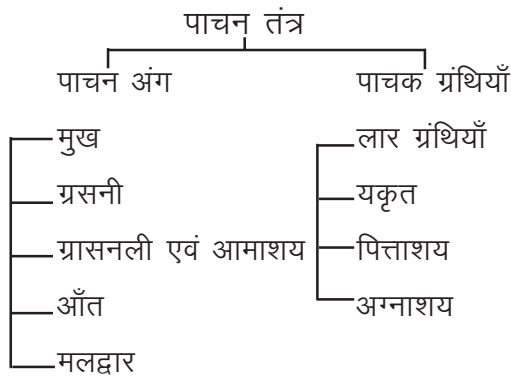 पाचन तंत्र
पाचन अंग
पाचक ग्रंथियाँ
मुख
ग्रसनी
ग्रासनली एवं आमाशय
आँत
मलद्वार
लार ग्रंथियाँ
यकृत
पित्ताशय
अग्नाशय